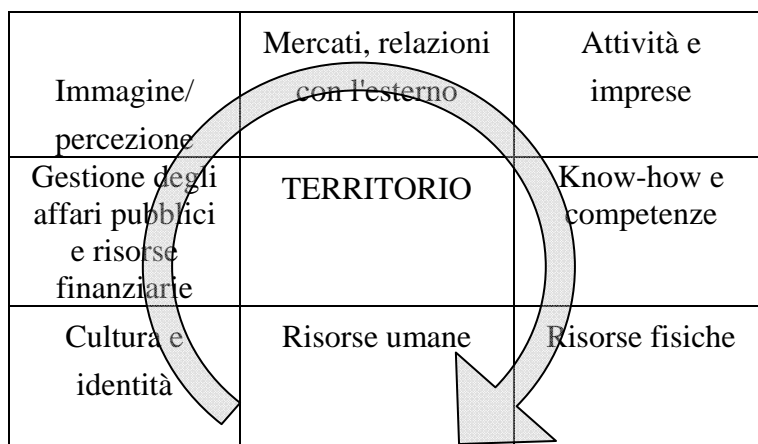 Immagine/
percezione
Mercati, relazioni
con l'esterno
Attività e
imprese
Gestione degli
affari pubblici
e risorse
finanziarie
TERRITORIO
Know-how e
competenze
Cultura e
identità
Risorse umane
Risorse fisiche